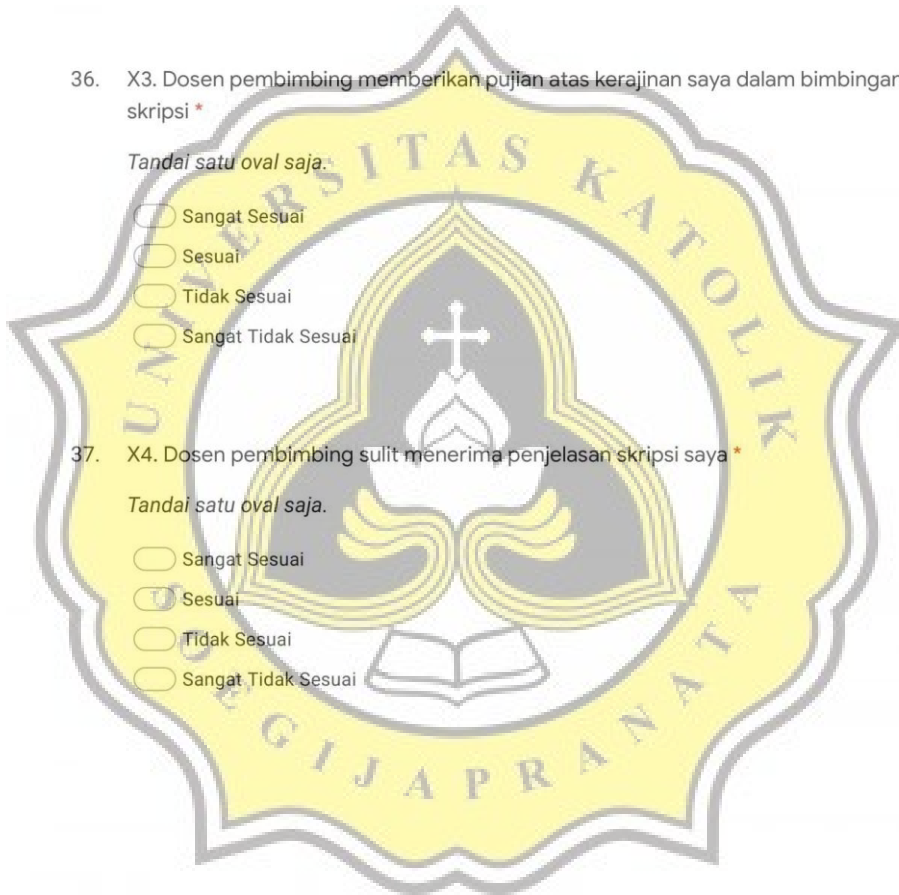 36. X3. Dosen pembimbing memberikan pujian atas kerajinan saya dalam bimbingan
skripsi *
Tandai satu oval saja.
Sangat Sesuai
Sesuai
Tidak Sesuai
Sangat Tidak Sesuai
37. X4. Dosen pembimbing sulit menerima penjelasan skripsi saya *
Tandai satu oval saja.
Sangat Sesuai
Sesuai
Tidak Sesuai
Sangat Tidak Sesuai
UNIVERSITAS KATOLIK
SOEGIJAPRANATA